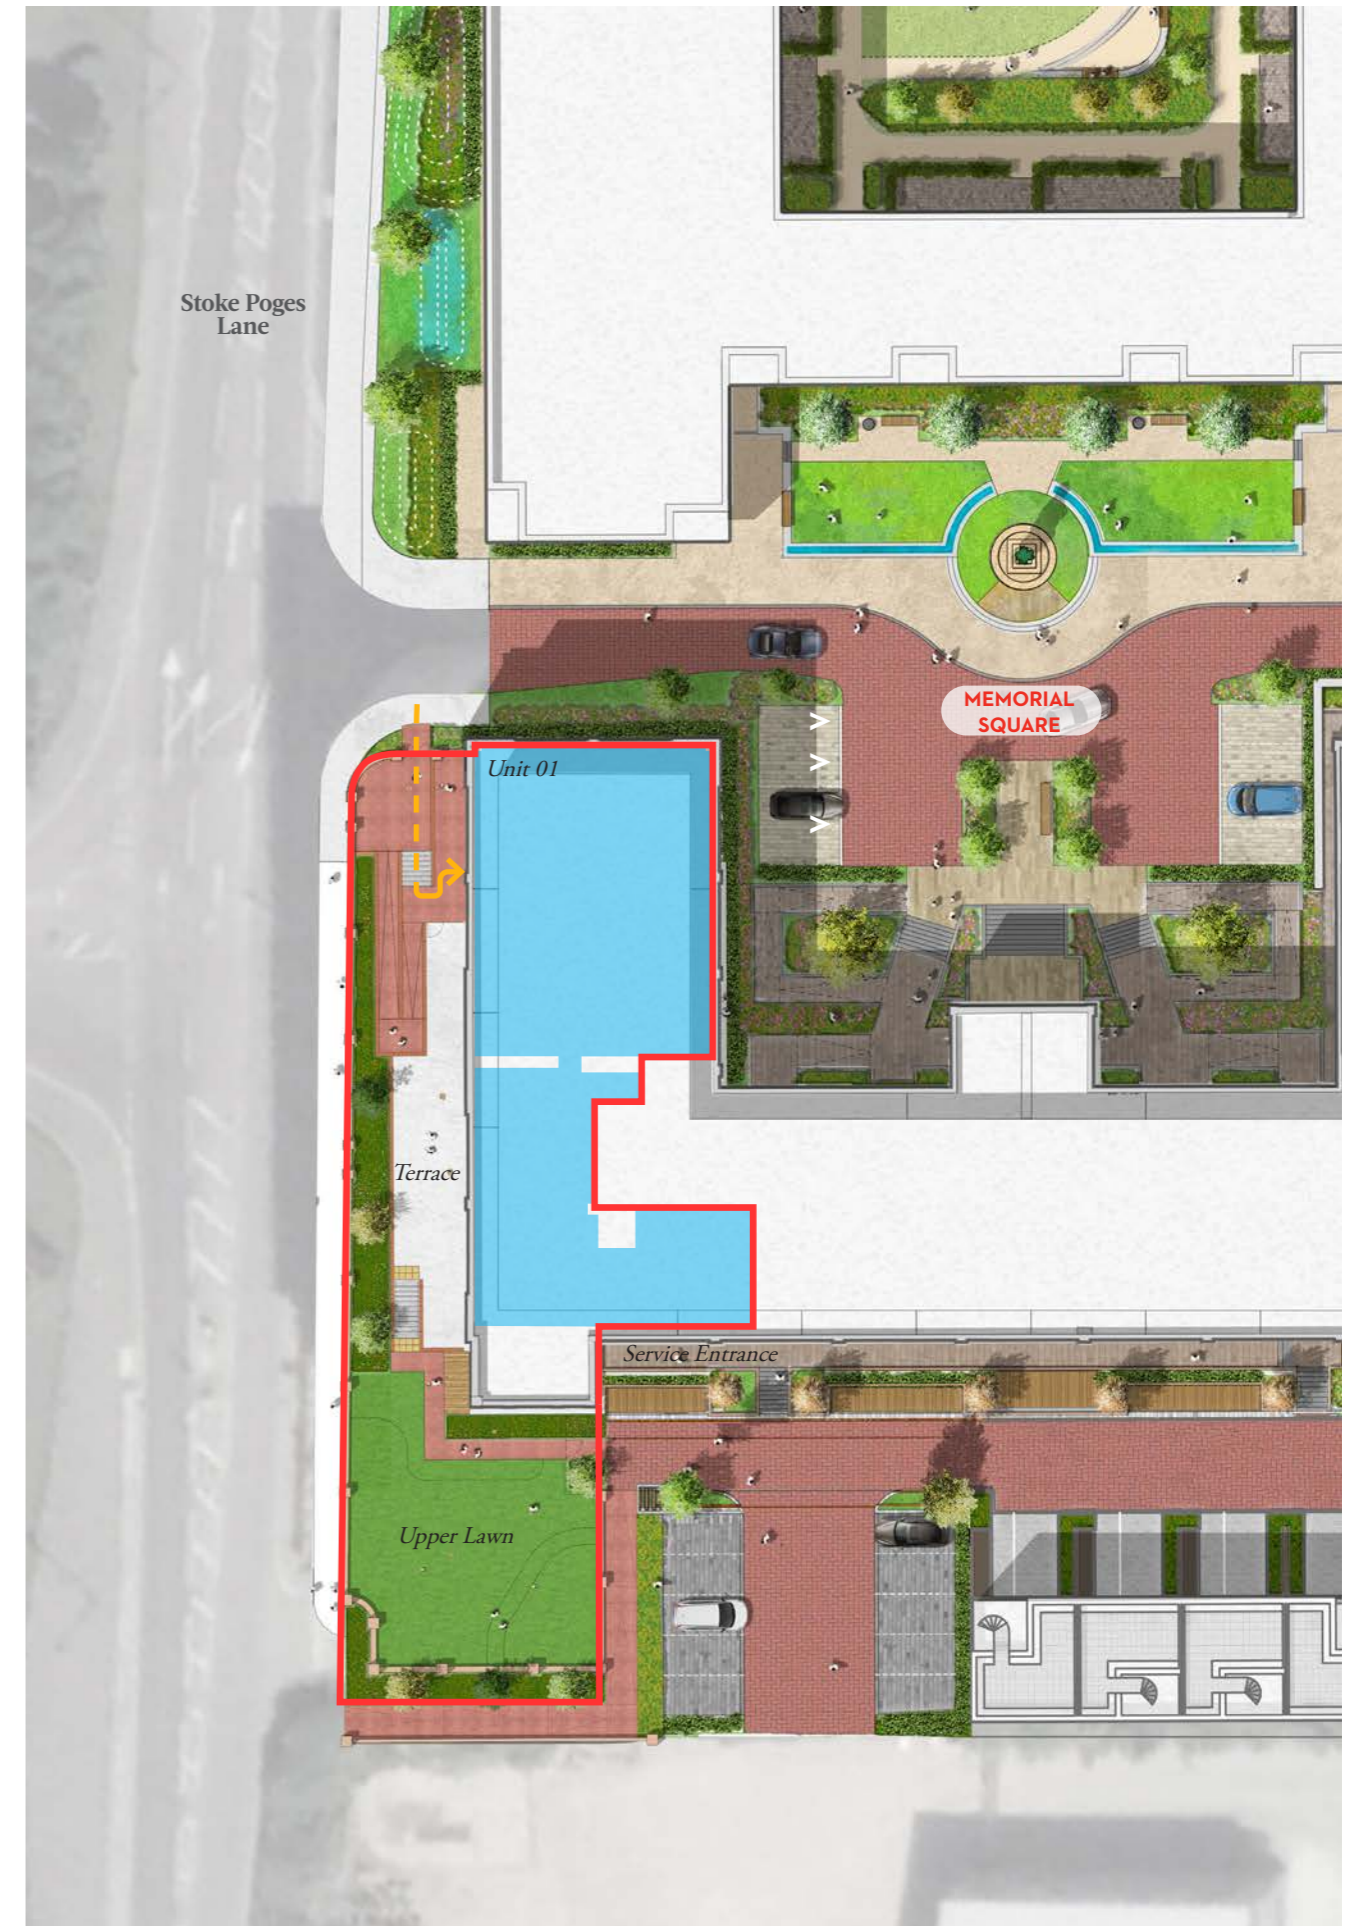 Stoke Poges
Lane
MEMORIAL
SQUARE
Unit 01
Terrace
Service Entrance
Upper Lawn